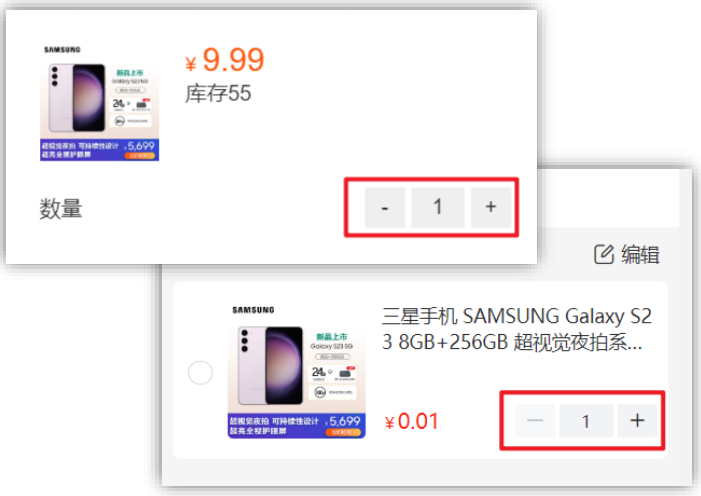 SAMSUNG
新品上市
Galaxy S23 5G
24
超视觉夜拍 可持续性设计
超亮全视护眼屏
5,699
¥ 9.99
库存55
数量
- 1 +
编辑
SAMSUNG
新品上市
Galaxy S23 5G
24
超视觉夜拍 可持续性设计
超亮全视护眼屏
5,699
三星手机 SAMSUNG Galaxy S2
3 8GB+256GB 超视觉夜拍系...
¥0.01
— 1 +